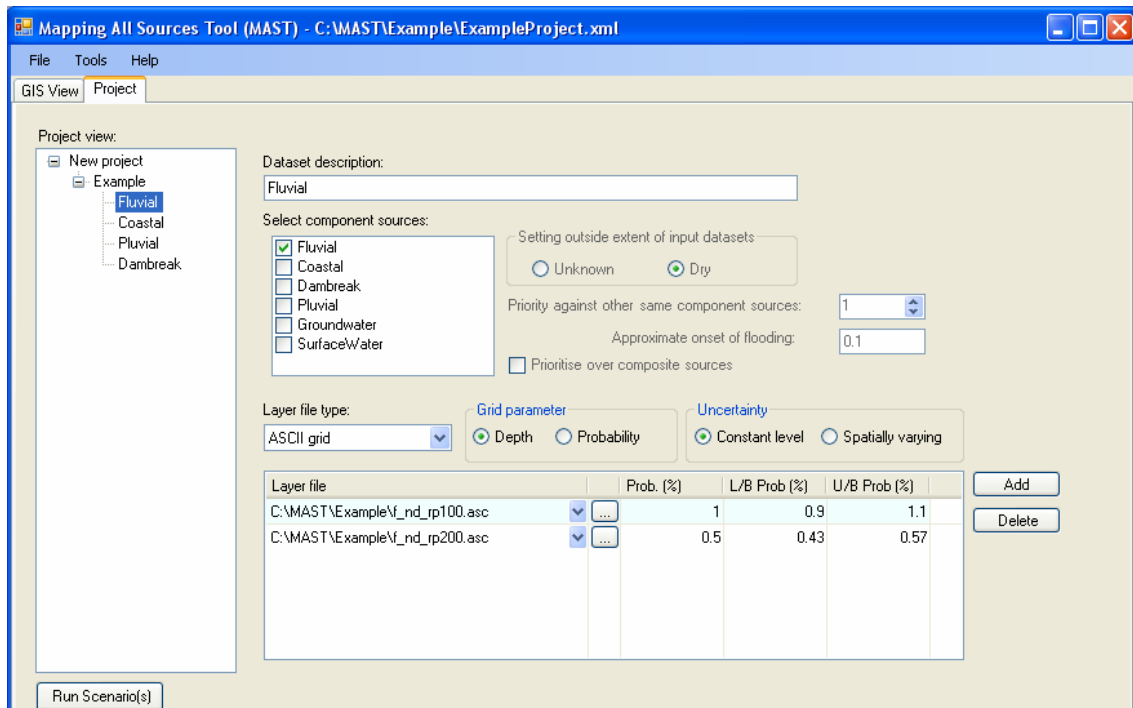 Mapping All Sources Tool (MAST) - C:\MAST\Example\ExampleProject.xml
File Tools Help
GIS View Project
Project view:
New project
Example
Fluvial
Coastal
Pluvial
Dambreak
Dataset description:
Fluvial
Select component sources:
Fluvial
Coastal
Dambreak
Pluvial
Groundwater
SurfaceWater
Setting outside extent of input datasets
Unknown Dry
Priority against other same component sources: 1
Approximate onset of flooding: 0.1
Prioritise over composite sources
Layer file type:
ASCII grid
Grid parameter
Depth Probability
Uncertainty
Constant level Spatially varying
Layer file Prob. (%) L/B Prob (%) U/B Prob (%)
C:\MAST\Example\f_nd_rp100.asc ... 1 0.9 1.1
C:\MAST\Example\f_nd_rp200.asc ... 0.5 0.43 0.57
Add
Delete
Run Scenario(s)